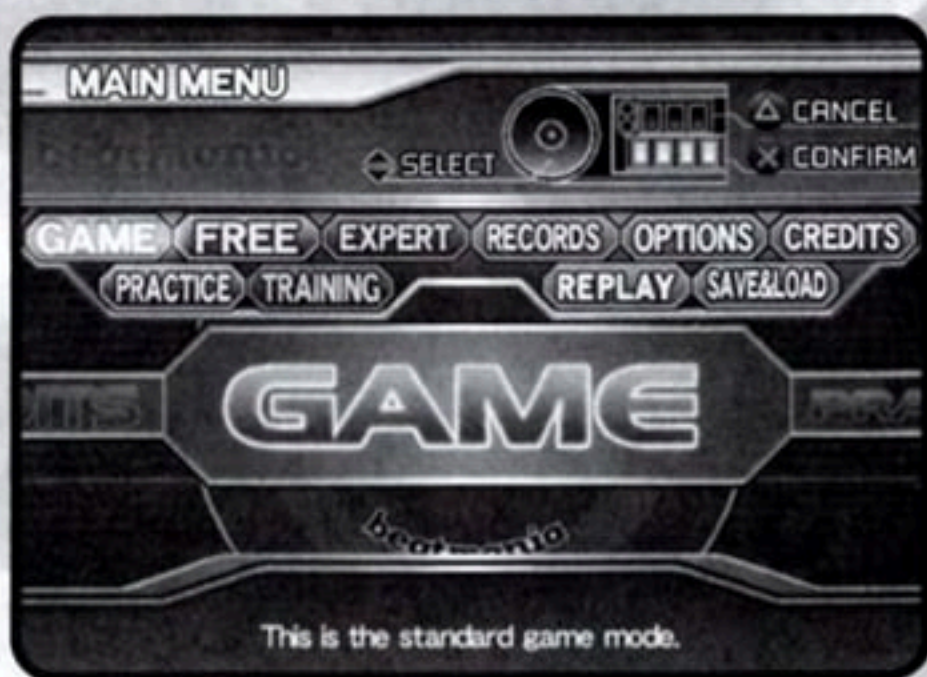 MAIN MENU
CANCEL
SELECT
CONFIRM
GAME FREE EXPERT RECORDS OPTIONS CREDITS
PRACTICE TRAINING REPLAY SAVE&LOAD
GAME
beatmania
This is the standard game mode.